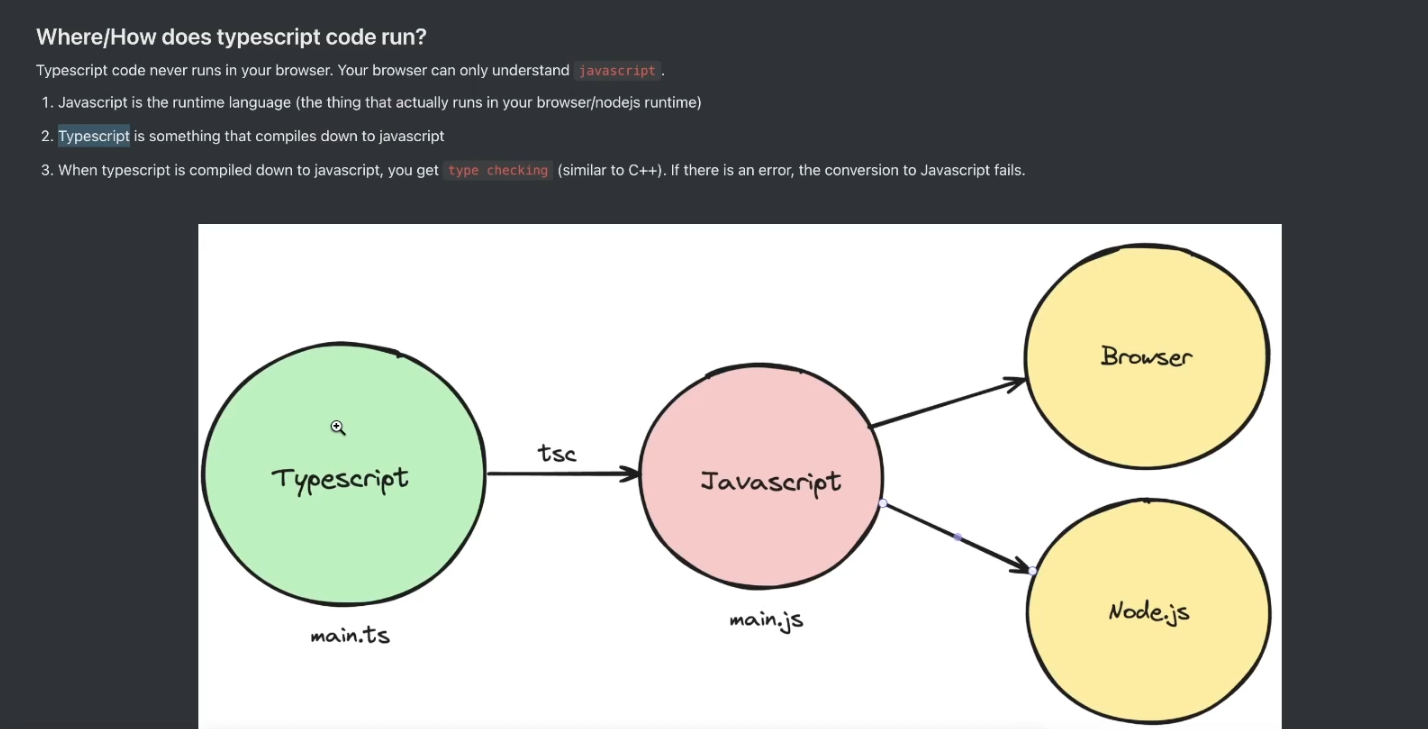 Where/How does typescript code run?
Typescript code never runs in your browser. Your browser can only understand javascript.
1. Javascript is the runtime language (the thing that actually runs in your browser/nodejs runtime)
2. Typescript is something that compiles down to javascript
3. When typescript is compiled down to javascript, you get type checking (similar to C++). If there is an error, the conversion to Javascript fails.
Browser
tsc
Typescript
Javascript
Node.js
main.ts
main.js